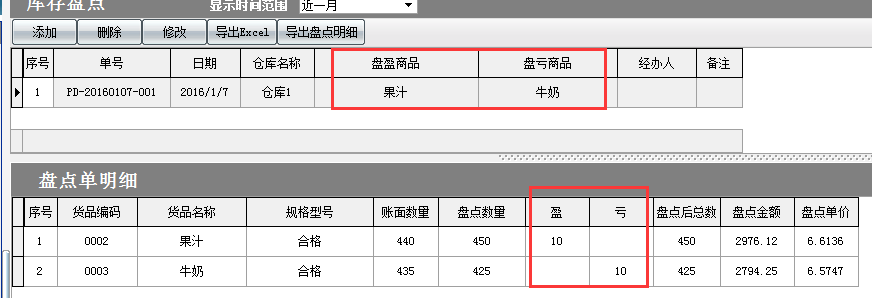 库存盘点 显示时间范围 近一月
添加 删除 修改 导出Excel 导出盘点明细
序号 单号 日期 仓库名称 盘盈商品 盘亏商品 经办人 备注
1 PD-20160107-001 2016/1/7 仓库1 果汁 牛奶
盘点单明细
序号 货品编码 货品名称 规格型号 账面数量 盘点数量 盈 亏 盘点后总数 盘点金额 盘点单价
1 0002 果汁 合格 440 450 10 450 2976.12 6.6136
2 0003 牛奶 合格 435 425 10 425 2794.25 6.5747